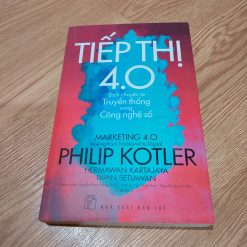 TIẾP THỊ
4.0
Dịch chuyển từ
Truyền thống
sang
Công nghệ số
MARKETING 4.0
Moving from Traditional to Digital
PHILIP KOTLER
HERMAWAN KARTAJAYA
IWAN SETIAWAN
NHÀ XUẤT BẢN TRẺ